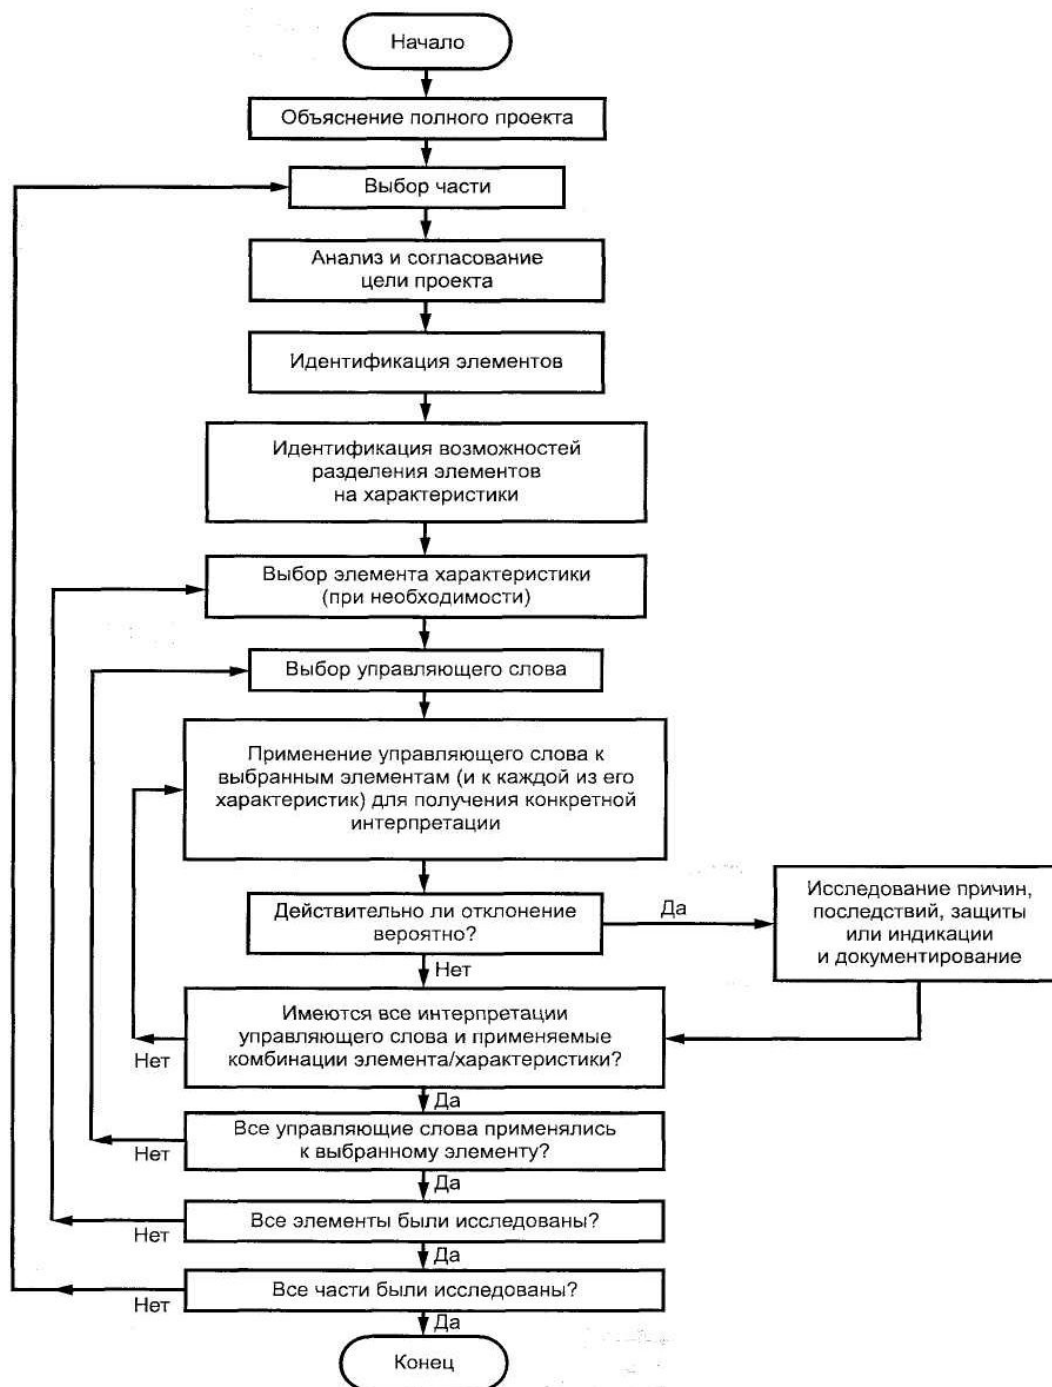 Начало
Объяснение полного проекта
Выбор части
Анализ и согласование
цели проекта
Идентификация элементов
Идентификация возможностей
разделения элементов
на характеристики
Выбор элемента характеристики
(при необходимости)
Выбор управляющего слова
Применение управляющего слова к
выбранным элементам (и к каждой из его
характеристик) для получения конкретной
интерпретации
Действительно ли отклонение
вероятно?
Да
Исследование причин,
последствий, защиты
или индикации
и документирование
Нет
Имеются все интерпретации
управляющего слова и применяемые
комбинации элемента/характеристики?
Нет
Да
Все управляющие слова применялись
к выбранному элементу?
Нет
Да
Все элементы были исследованы?
Нет
Да
Все части были исследованы?
Нет
Да
Конец